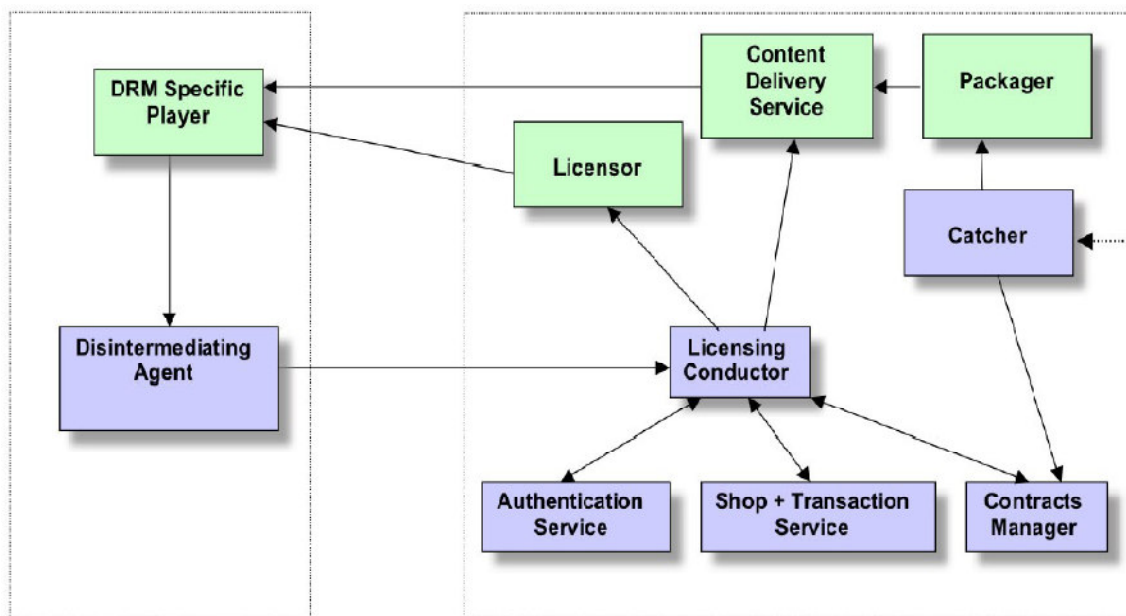 DRM Specific
Player
Content
Delivery
Service
Packager
Licensor
Catcher
Disintermediating
Agent
Licensing
Conductor
Authentication
Service
Shop + Transaction
Service
Contracts
Manager